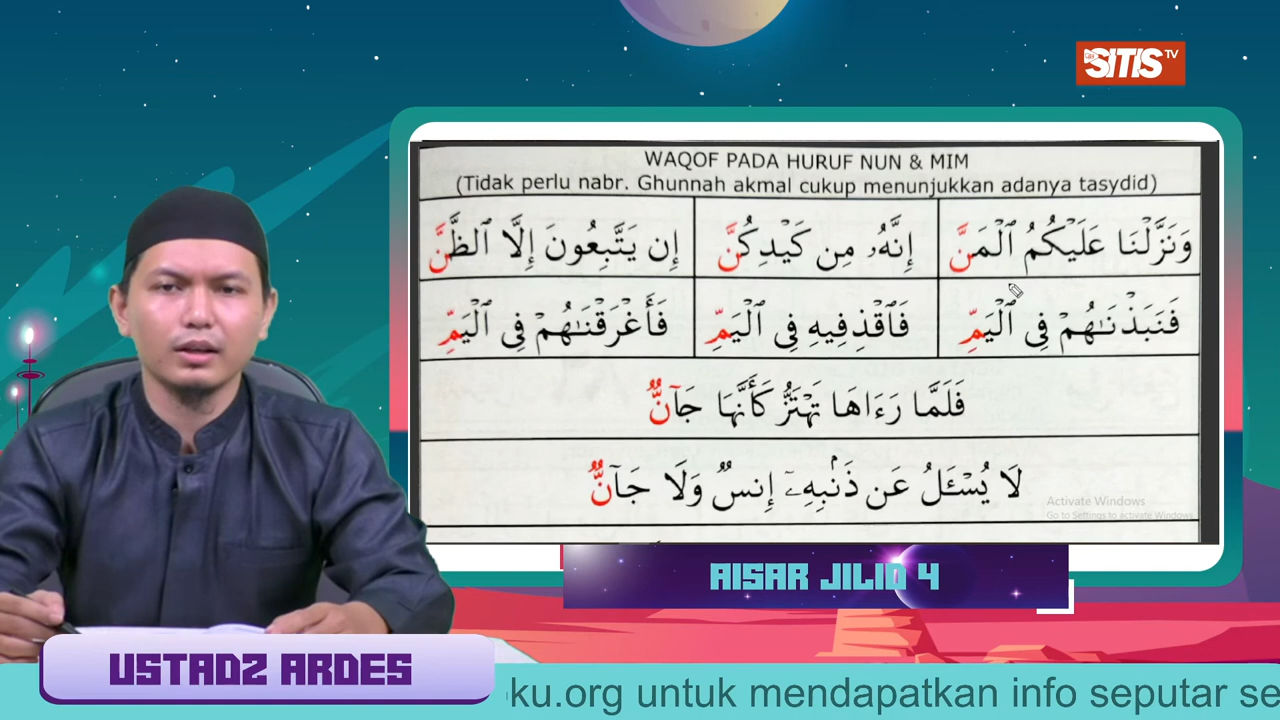 SITIS TV
WAQOF PADA HURUF NUN & MIM
(Tidak perlu nabr. Ghunnah akmal cukup menunjukkan adanya tasydid)
وَنَزَّلْنَا عَلَيْكُمُ ٱلْمَنَّ
إِنَّهُۥ مِن كَيْدِكُنَّ
إِن يَتَّبِعُونَ إِلَّا ٱلظَّنَّ
فَنَبَذْنَـٰهُمْ فِى ٱلْيَمِّ
فَٱقْذِفِيهِ فِى ٱلْيَمِّ
فَأَغْرَقْنَـٰهُمْ فِى ٱلْيَمِّ
فَلَمَّا رَءَاهَا تَهْتَزُّ كَأَنَّهَا جَآنٌّ
لَا يُسْـَٔلُ عَن ذَنۢبِهِۦٓ إِنسٌ وَلَا جَآنٌّ
Activate Windows
Go to Settings to activate Windows
AISAR JILID 4
USTADZ ARDES
ku.org untuk mendapatkan info seputar se